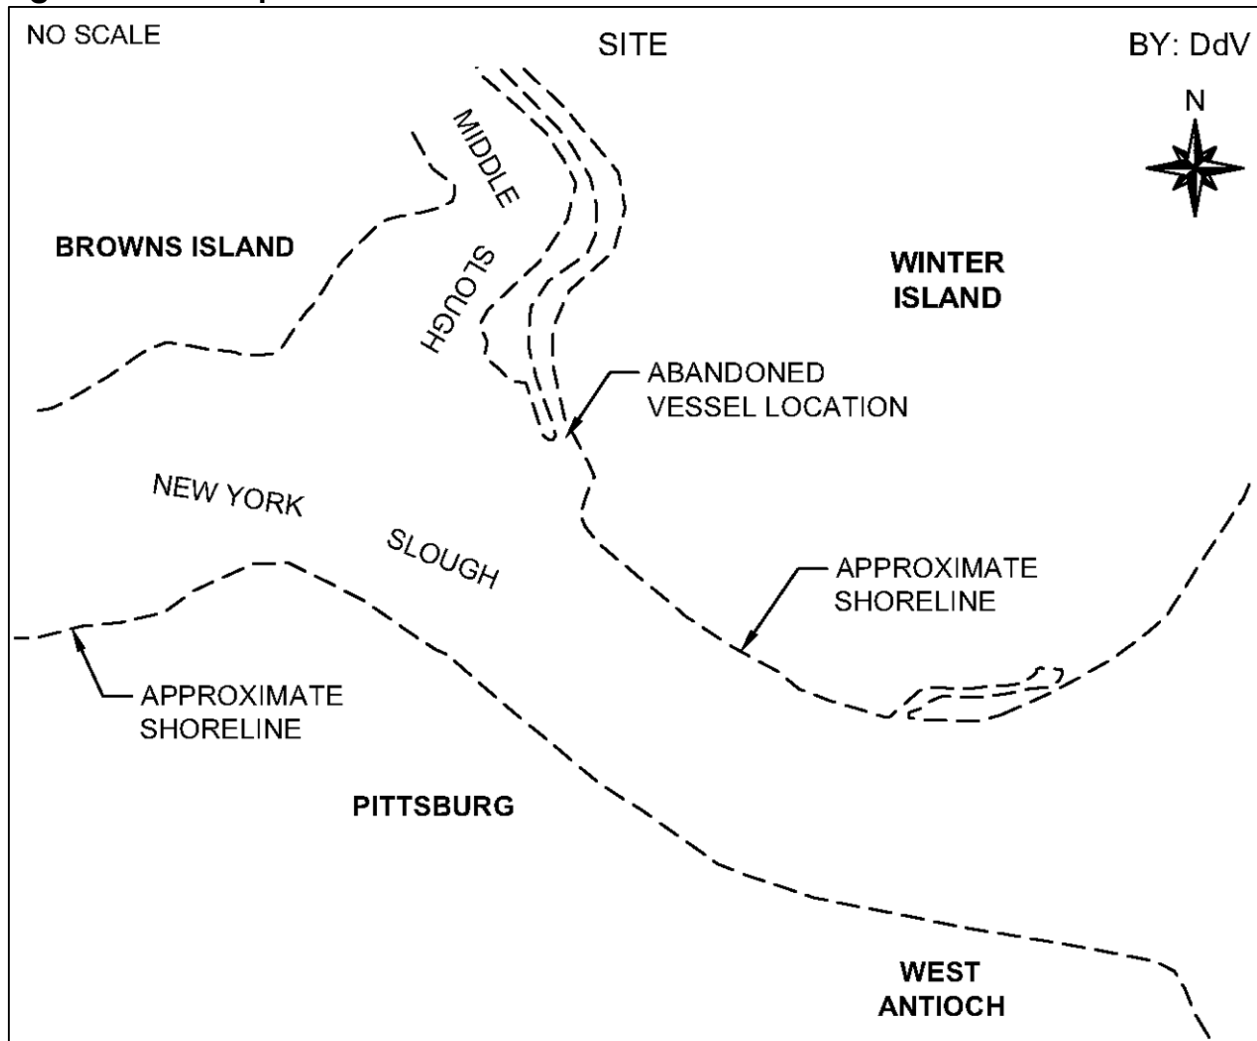 NO SCALE
SITE
BY: DdV
N
MIDDLE
SLOUGH
BROWNS ISLAND
WINTER
ISLAND
ABANDONED
VESSEL LOCATION
NEW YORK
SLOUGH
APPROXIMATE
SHORELINE
APPROXIMATE
SHORELINE
PITTSBURG
WEST
ANTIOCH